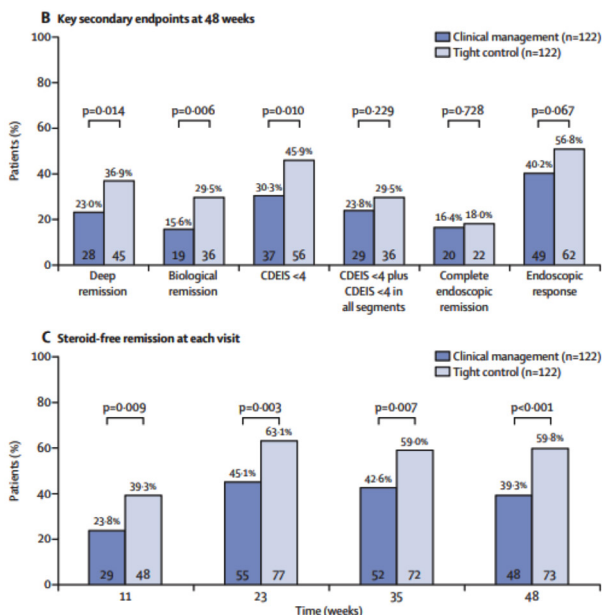 B Key secondary endpoints at 48 weeks
100
80
60
40
20
0
Patients (%)
Clinical management (n=122)
Tight control (n=122)
p=0·014
p=0·006
p=0·010
p=0·229
p=0·728
p=0·067
23·0%
36·9%
15·6%
29·5%
30·3%
45·9%
23·8%
29·5%
16·4%
18·0%
40·2%
56·8%
28
45
19
36
37
56
29
36
20
22
49
62
Deep
remission
Biological
remission
CDEIS <4
CDEIS <4 plus
CDEIS <4 in
all segments
Complete
endoscopic
remission
Endoscopic
response
C Steroid-free remission at each visit
100
80
60
40
20
0
Patients (%)
Clinical management (n=122)
Tight control (n=122)
p=0·009
p=0·003
p=0·007
p<0·001
23·8%
39·3%
45·1%
63·1%
42·6%
59·0%
39·3%
59·8%
29
48
55
77
52
72
48
73
11
23
35
48
Time (weeks)